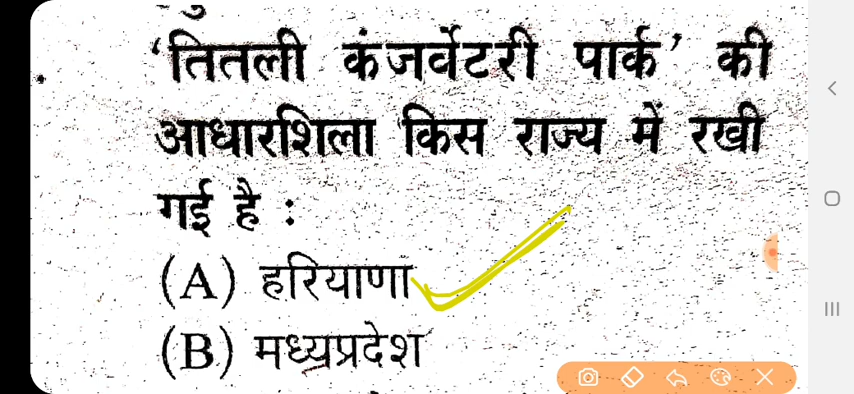 'तितली कंजर्वेटरी पार्क' की
आधारशिला किस राज्य में रखी
गई है :
(A) हरियाणा
(B) मध्यप्रदेश